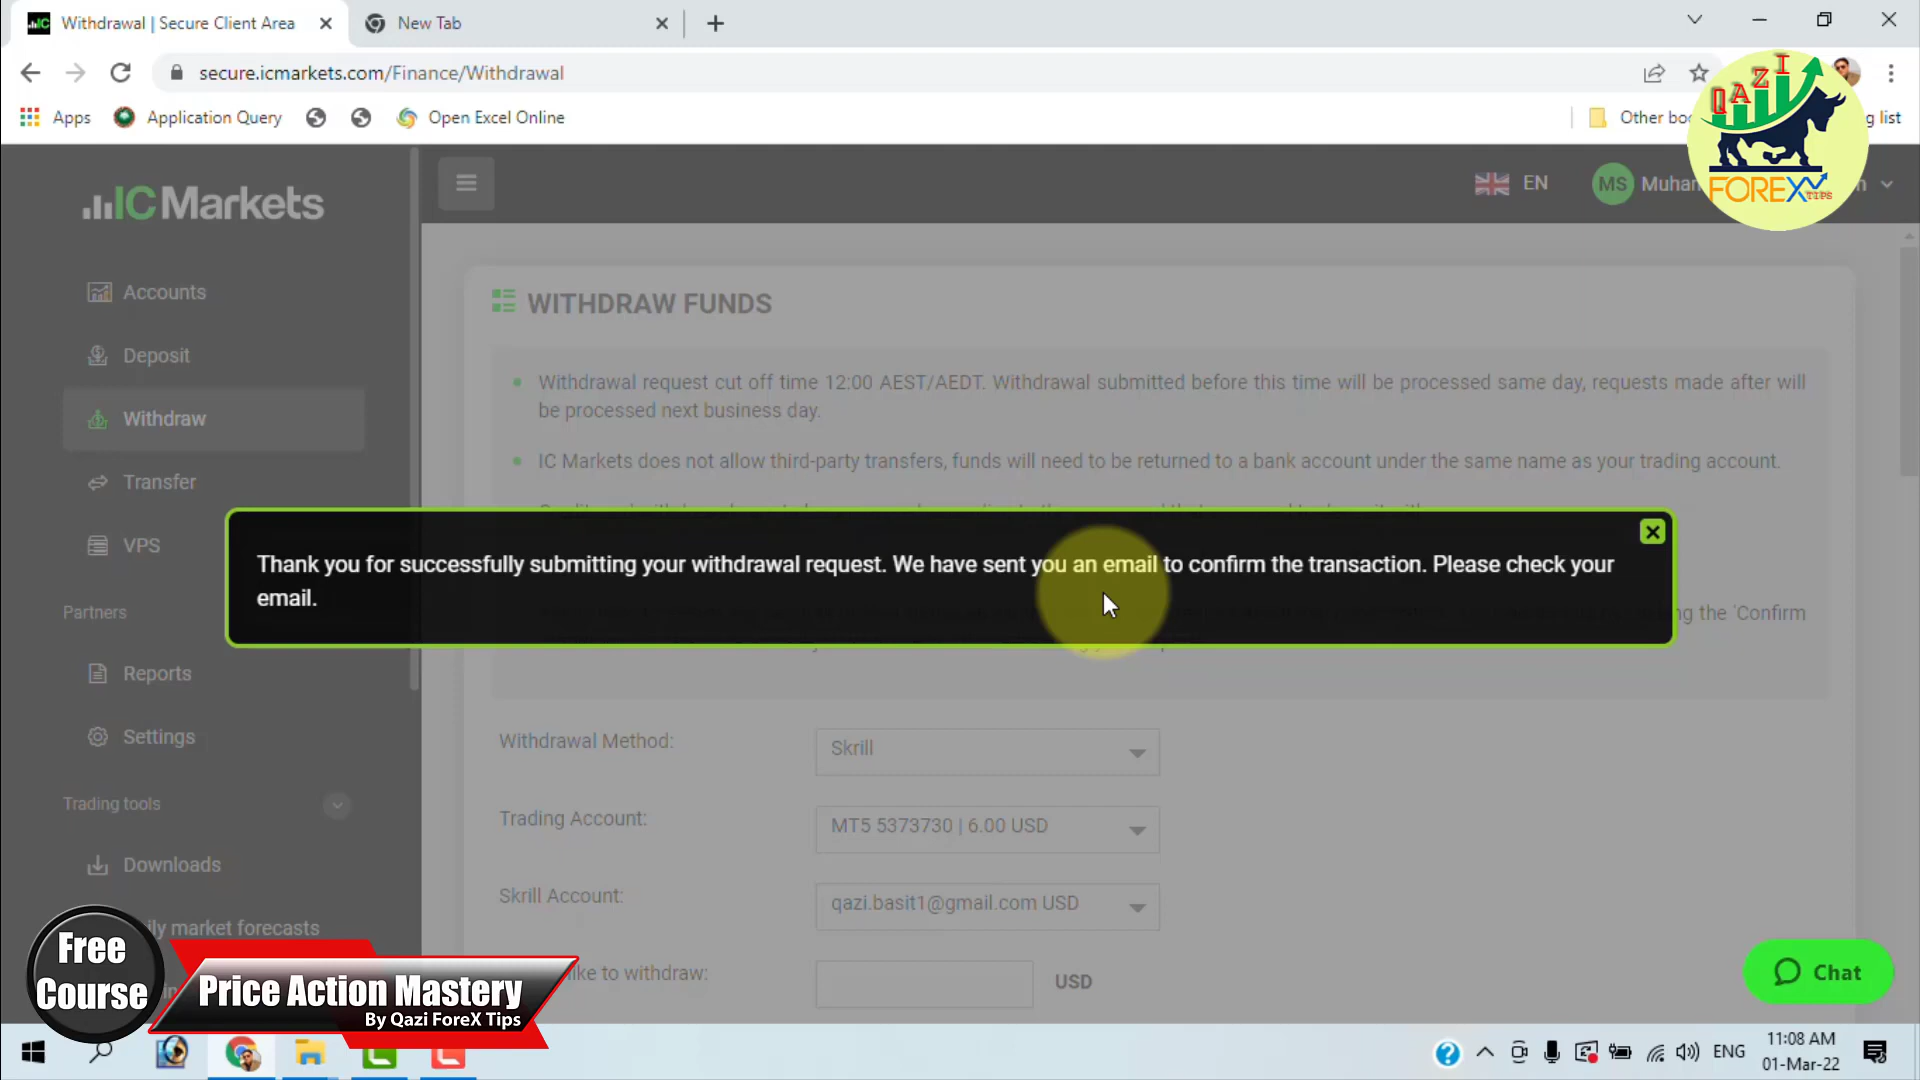 Withdrawal | Secure Client Area
New Tab
secure.icmarkets.com/Finance/Withdrawal
Apps
Application Query
Open Excel Online
Other bo
g list
QAZI
FOREX TIPS
IC Markets
EN
MS
Muhan
n
Accounts
Deposit
Withdraw
Transfer
VPS
Partners
Reports
Settings
Trading tools
Downloads
ily market forecasts
WITHDRAW FUNDS
Withdrawal request cut off time 12:00 AEST/AEDT. Withdrawal submitted before this time will be processed same day, requests made after will
be processed next business day.
IC Markets does not allow third-party transfers, funds will need to be returned to a bank account under the same name as your trading account.
Thank you for successfully submitting your withdrawal request. We have sent you an email to confirm the transaction. Please check your
email.
ng the 'Confirm
Withdrawal Method:
Skrill
Trading Account:
MT5 5373730 | 6.00 USD
Skrill Account:
qazi.basit1@gmail.com USD
like to withdraw:
USD
Chat
Free
Course
Price Action Mastery
By Qazi ForeX Tips
ENG
11:08 AM
01-Mar-22